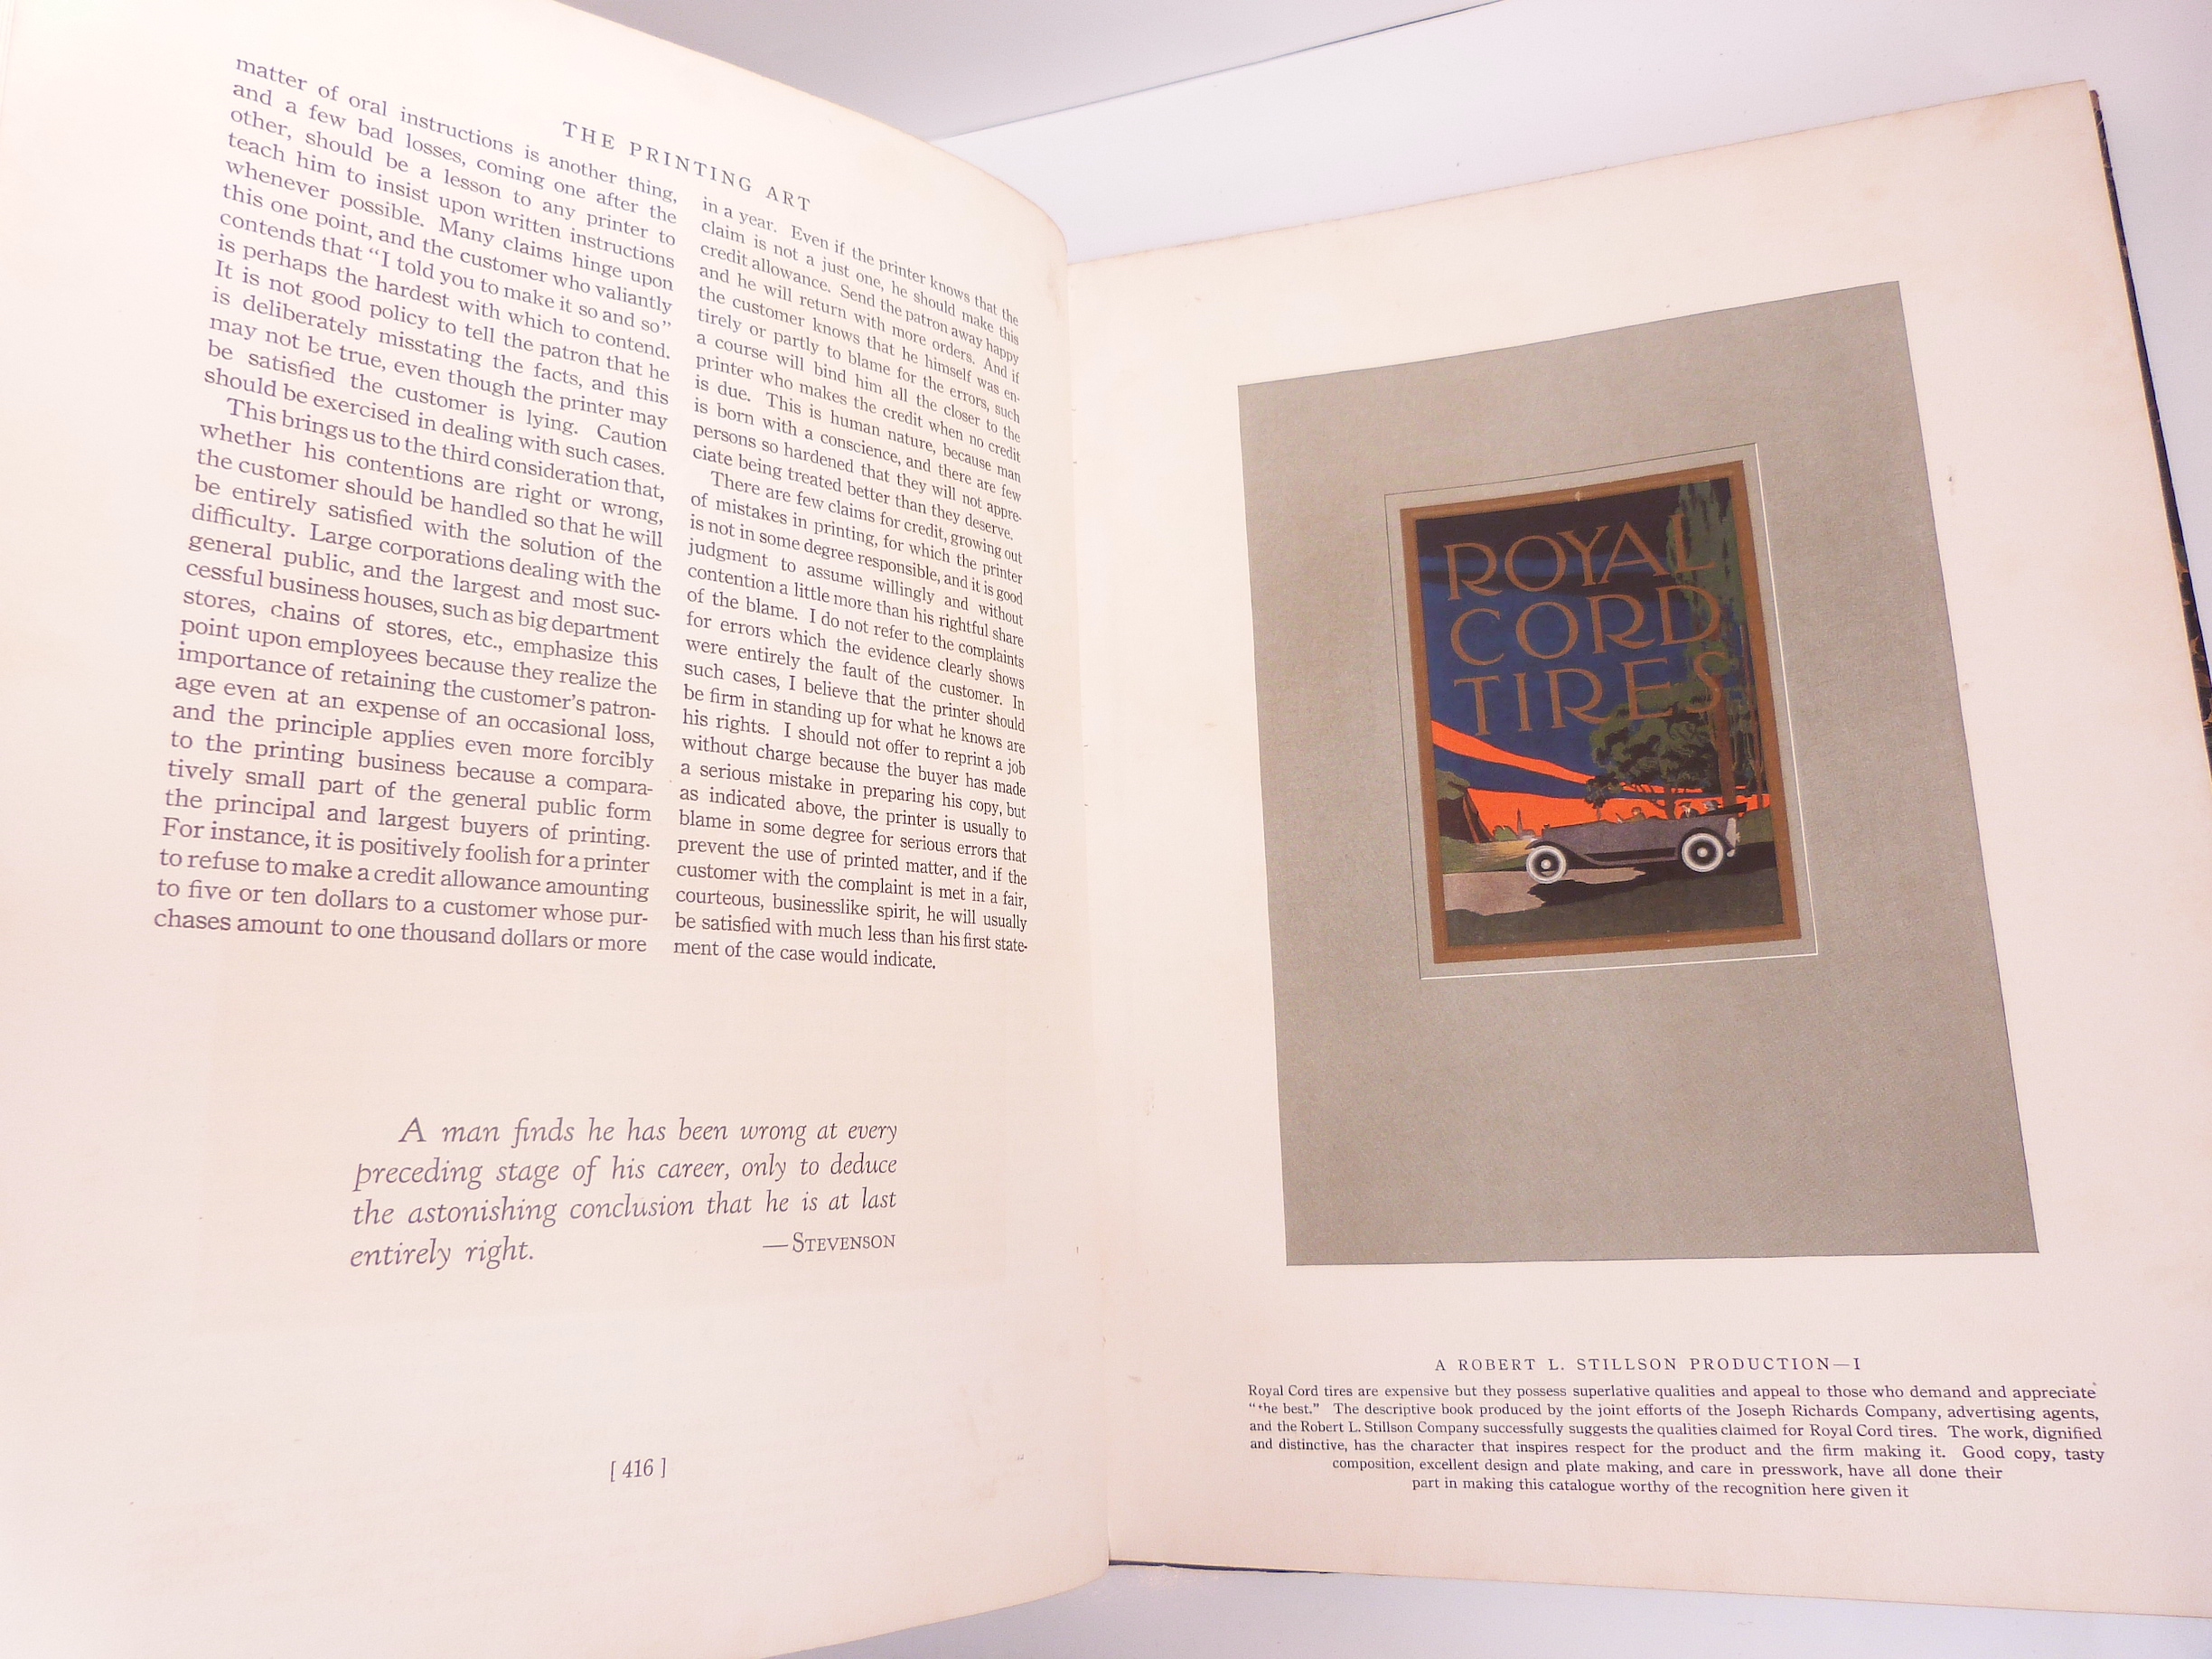 THE PRINTING ART
matter of oral instructions is another thing,
and a few bad losses, coming one after the
other, should be a lesson to any printer to
teach him to insist upon written instructions
whenever possible. Many claims hinge upon
this one point, and the customer who valiantly
contends that “I told you to make it so and so”
is perhaps the hardest with which to contend.
It is not good policy to tell the patron that he
is deliberately misstating the facts, and this
may not be true, even though the printer may
be satisfied the customer is lying. Caution
should be exercised in dealing with such cases.
This brings us to the third consideration that,
whether his contentions are right or wrong,
the customer should be handled so that he will
be entirely satisfied with the solution of the
difficulty. Large corporations dealing with the
general public, and the largest and most suc-
cessful business houses, such as big department
stores, chains of stores, etc., emphasize this
point upon employees because they realize the
importance of retaining the customer's patron-
age even at an expense of an occasional loss,
and the principle applies even more forcibly
to the printing business because a compara-
tively small part of the general public form
the principal and largest buyers of printing.
For instance, it is positively foolish for a printer
to refuse to make a credit allowance amounting
to five or ten dollars to a customer whose pur-
chases amount to one thousand dollars or more
in a year. Even if the printer knows that the
claim is not a just one, he should make this
credit allowance. Send the patron away happy
and he will return with more orders. And if
the customer knows that he himself was en-
tirely or partly to blame for the errors, such
a course will bind him all the closer to the
printer who makes the credit when no credit
is due. This is human nature, because man
is born with a conscience, and there are few
persons so hardened that they will not appre-
ciate being treated better than they deserve.
There are few claims for credit, growing out
of mistakes in printing, for which the printer
is not in some degree responsible, and it is good
judgment to assume willingly and without
contention a little more than his rightful share
of the blame. I do not refer to the complaints
for errors which the evidence clearly shows
were entirely the fault of the customer. In
such cases, I believe that the printer should
be firm in standing up for what he knows are
his rights. I should not offer to reprint a job
without charge because the buyer has made
a serious mistake in preparing his copy, but
as indicated above, the printer is usually to
blame in some degree for serious errors that
prevent the use of printed matter, and if the
customer with the complaint is met in a fair,
courteous, businesslike spirit, he will usually
be satisfied with much less than his first state-
ment of the case would indicate.
A man finds he has been wrong at every
preceding stage of his career, only to deduce
the astonishing conclusion that he is at last
entirely right. —STEVENSON
[ 416 ]
ROYAL
CORD
TIRES
A ROBERT L. STILLSON PRODUCTION—I
Royal Cord tires are expensive but they possess superlative qualities and appeal to those who demand and appreciate
“the best.” The descriptive book produced by the joint efforts of the Joseph Richards Company, advertising agents,
and the Robert L. Stillson Company successfully suggests the qualities claimed for Royal Cord tires. The work, dignified
and distinctive, has the character that inspires respect for the product and the firm making it. Good copy, tasty
composition, excellent design and plate making, and care in presswork, have all done their
part in making this catalogue worthy of the recognition here given it